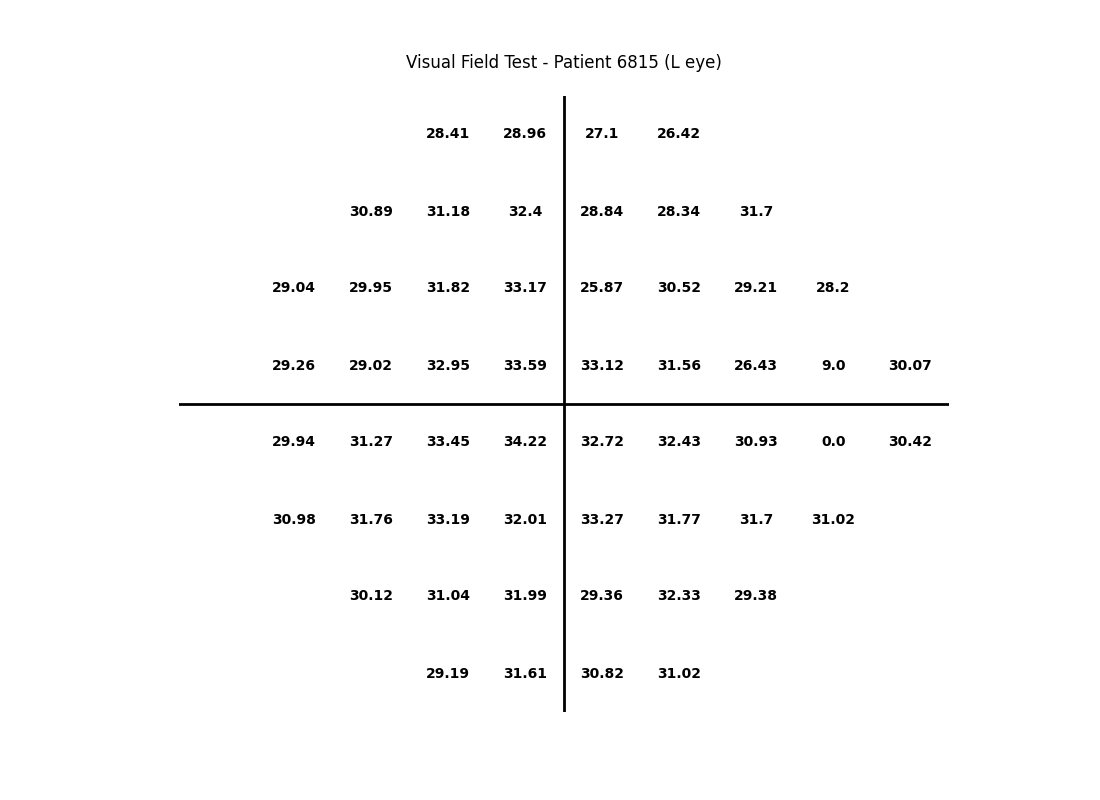 Visual Field Test - Patient 6815 (L eye)
28.41 28.96 27.1 26.42
30.89 31.18 32.4 28.84 28.34 31.7
29.04 29.95 31.82 33.17 25.87 30.52 29.21 28.2
29.26 29.02 32.95 33.59 33.12 31.56 26.43 9.0 30.07
29.94 31.27 33.45 34.22 32.72 32.43 30.93 0.0 30.42
30.98 31.76 33.19 32.01 33.27 31.77 31.7 31.02
30.12 31.04 31.99 29.36 32.33 29.38
29.19 31.61 30.82 31.02